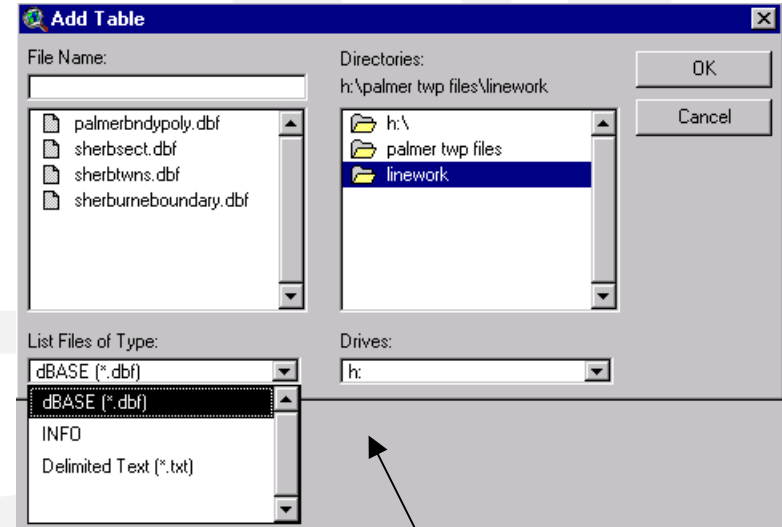 Add Table
File Name:
palmerbndypoly.dbf
sherbsect.dbf
sherbtwns.dbf
sherburneboundary.dbf
Directories:
h:\palmer twp files\linework
h:\
palmer twp files
linework
OK
Cancel
List Files of Type:
dBASE (*.dbf)
dBASE (*.dbf)
INFO
Delimited Text (*.txt)
Drives:
h: